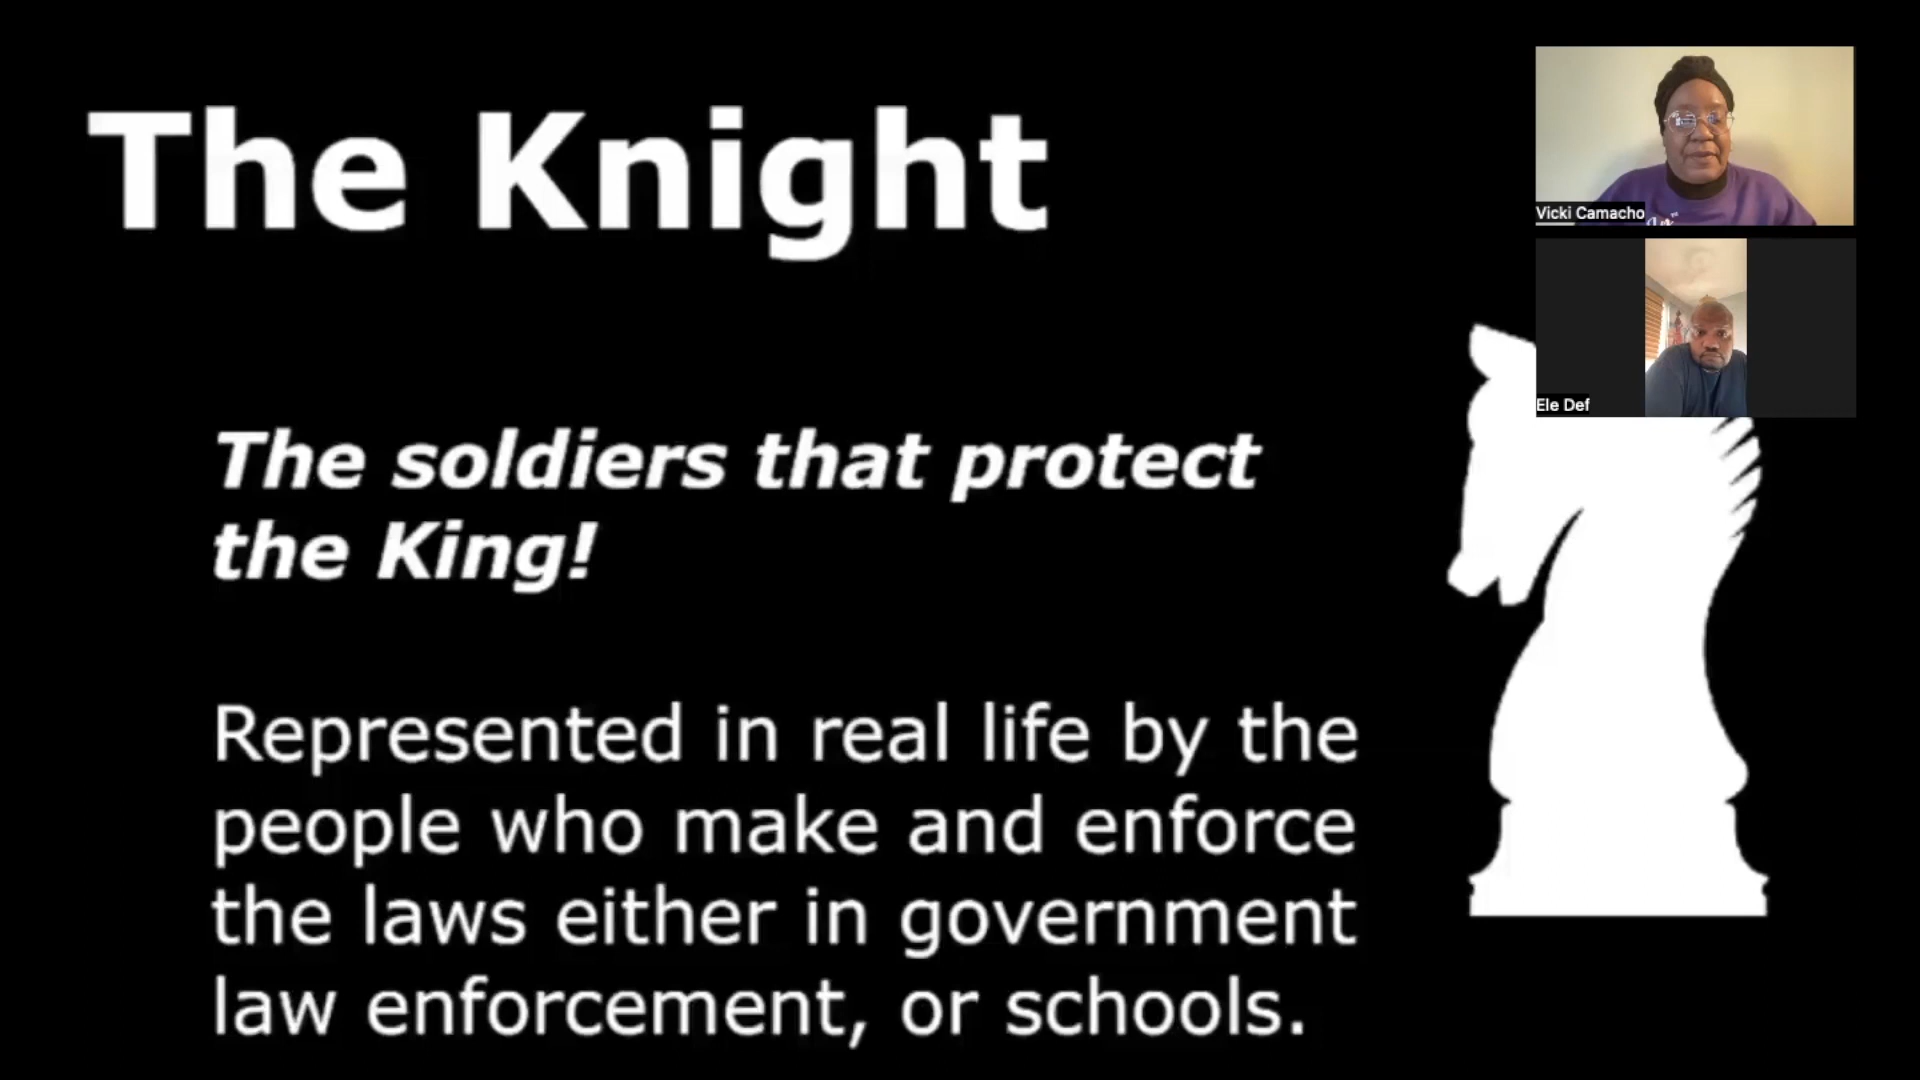 The Knight
The soldiers that protect
the King!
Represented in real life by the
people who make and enforce
the laws either in government
law enforcement, or schools.
Vicki Camacho
Ele Def